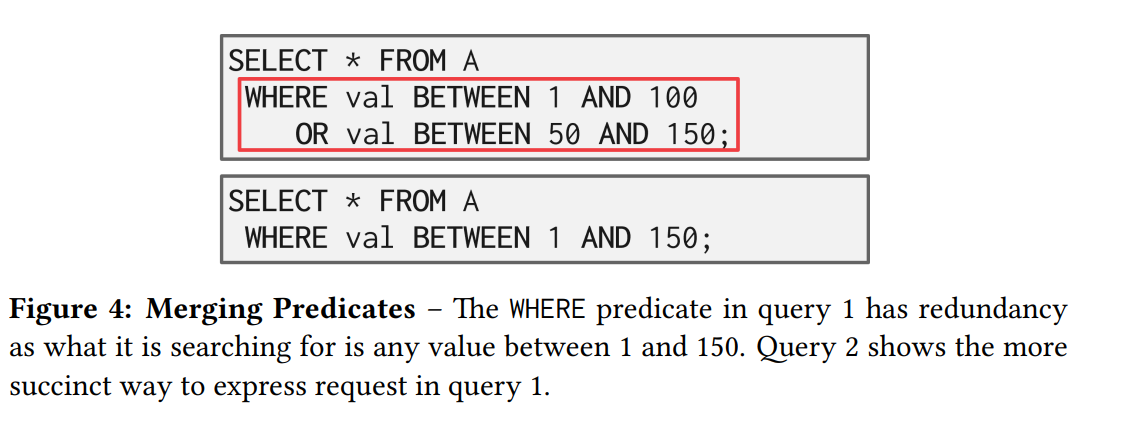 SELECT * FROM A
WHERE val BETWEEN 1 AND 100
OR val BETWEEN 50 AND 150;
SELECT * FROM A
WHERE val BETWEEN 1 AND 150;
Figure 4: Merging Predicates – The WHERE predicate in query 1 has redundancy
as what it is searching for is any value between 1 and 150. Query 2 shows the more
succinct way to express request in query 1.